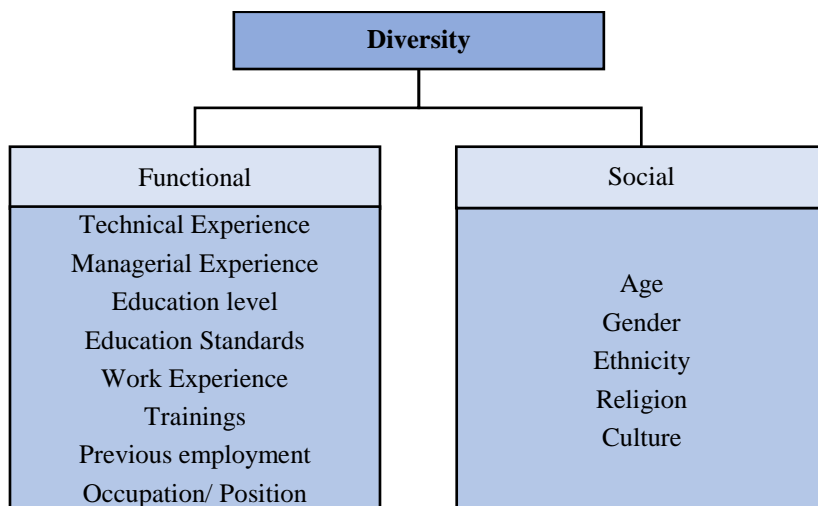 Diversity
Functional
Technical Experience
Managerial Experience
Education level
Education Standards
Work Experience
Trainings
Previous employment
Occupation/ Position
Social
Age
Gender
Ethnicity
Religion
Culture